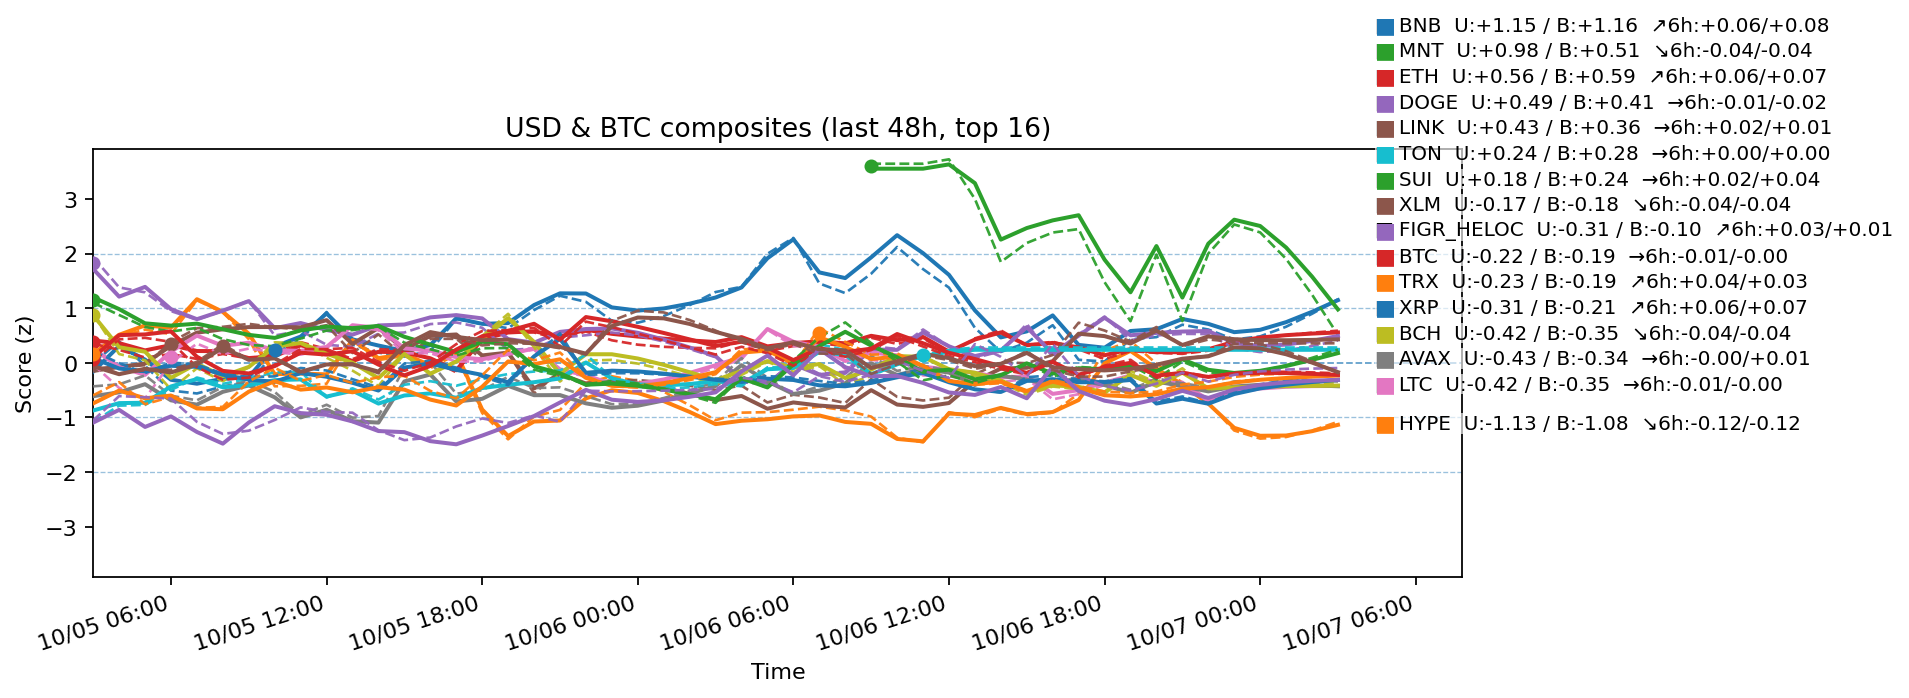 BNB U:+1.15 / B:+1.16 ↗6h:+0.06/+0.08
MNT U:+0.98 / B:+0.51 ↘6h:-0.04/-0.04
ETH U:+0.56 / B:+0.59 ↗6h:+0.06/+0.07
DOGE U:+0.49 / B:+0.41 →6h:-0.01/-0.02
LINK U:+0.43 / B:+0.36 →6h:+0.02/+0.01
TON U:+0.24 / B:+0.28 →6h:+0.00/+0.00
SUI U:+0.18 / B:+0.24 →6h:+0.02/+0.04
XLM U:-0.17 / B:-0.18 ↘6h:-0.04/-0.04
FIGR_HELOC U:-0.31 / B:-0.10 ↗6h:+0.03/+0.01
BTC U:-0.22 / B:-0.19 →6h:-0.01/-0.00
TRX U:-0.23 / B:-0.19 ↗6h:+0.04/+0.03
XRP U:-0.31 / B:-0.21 ↗6h:+0.06/+0.07
BCH U:-0.42 / B:-0.35 ↘6h:-0.04/-0.04
AVAX U:-0.43 / B:-0.34 →6h:-0.00/+0.01
LTC U:-0.42 / B:-0.35 →6h:-0.01/-0.00
HYPE U:-1.13 / B:-1.08 ↘6h:-0.12/-0.12
USD & BTC composites (last 48h, top 16)
Score (z)
3
2
1
0
−1
−2
−3
10/05 06:00
10/05 12:00
10/05 18:00
10/06 00:00
10/06 06:00
10/06 12:00
10/06 18:00
10/07 00:00
10/07 06:00
Time